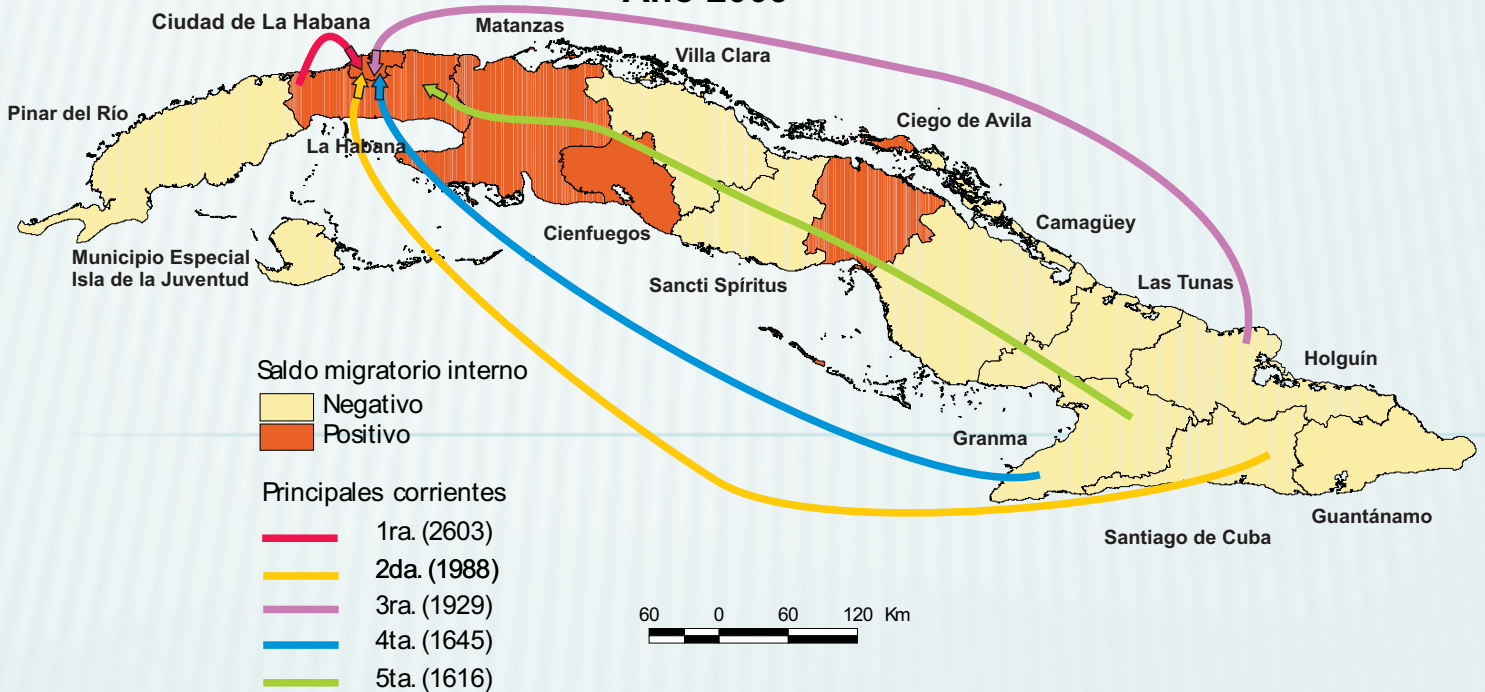 Ciudad de La Habana
Matanzas
Villa Clara
Pinar del Río
La Habana
Ciego de Avila
Camagüey
Municipio Especial
Isla de la Juventud
Cienfuegos
Sancti Spíritus
Las Tunas
Holguín
Granma
Santiago de Cuba
Guantánamo
Saldo migratorio interno
Negativo
Positivo
Principales corrientes
1ra. (2603)
2da. (1988)
3ra. (1929)
4ta. (1645)
5ta. (1616)
60 0 60 120 Km